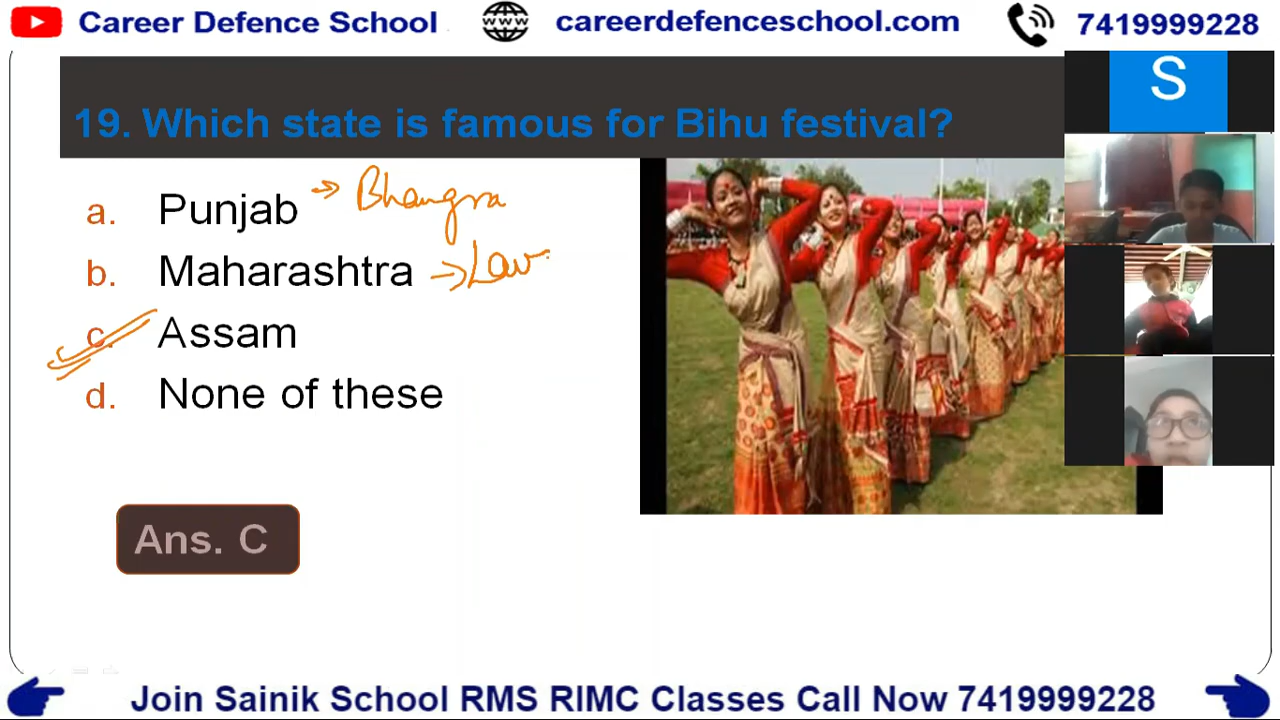 Career Defence School
WWW
careerdefenceschool.com
7419999228
S
19. Which state is famous for Bihu festival?
a. Punjab → Bhangra
b. Maharashtra → Lav
c. Assam
d. None of these
Ans. C
Join Sainik School RMS RIMC Classes Call Now 7419999228